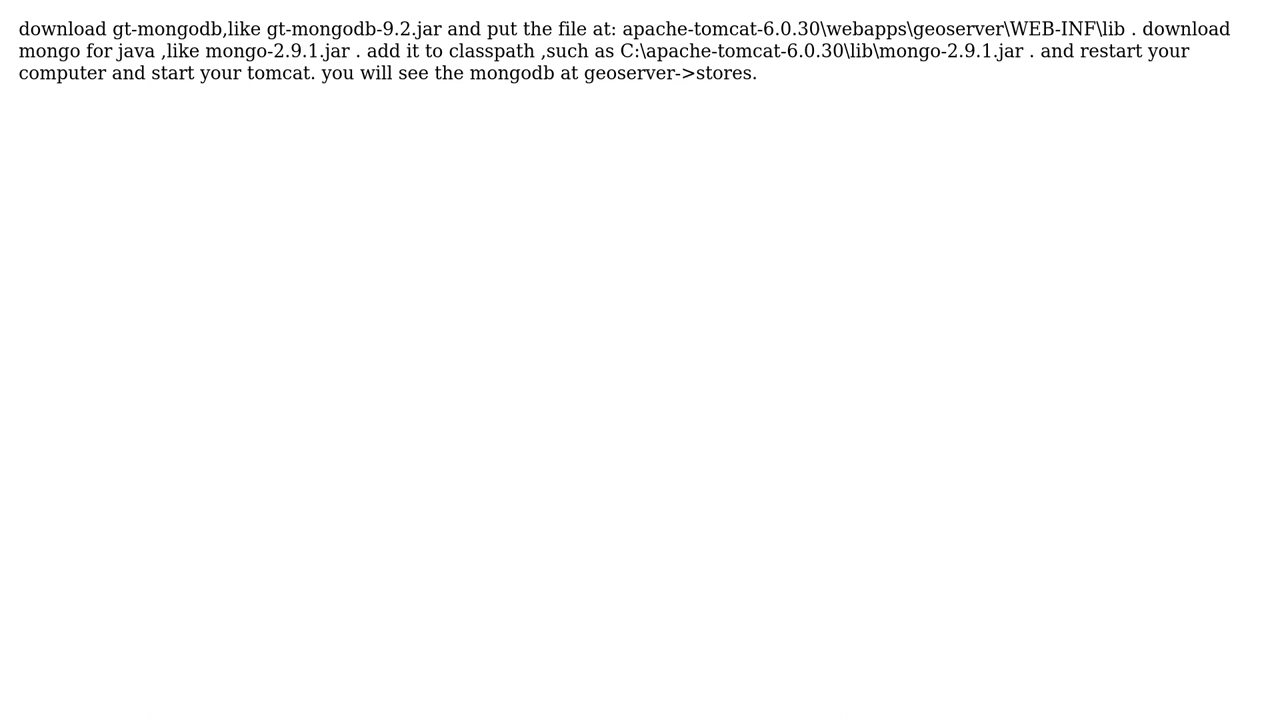 download gt-mongodb,like gt-mongodb-9.2.jar and put the file at: apache-tomcat-6.0.30\webapps\geoserver\WEB-INF\lib . download
mongo for java ,like mongo-2.9.1.jar . add it to classpath ,such as C:\apache-tomcat-6.0.30\lib\mongo-2.9.1.jar . and restart your
computer and start your tomcat. you will see the mongodb at geoserver->stores.